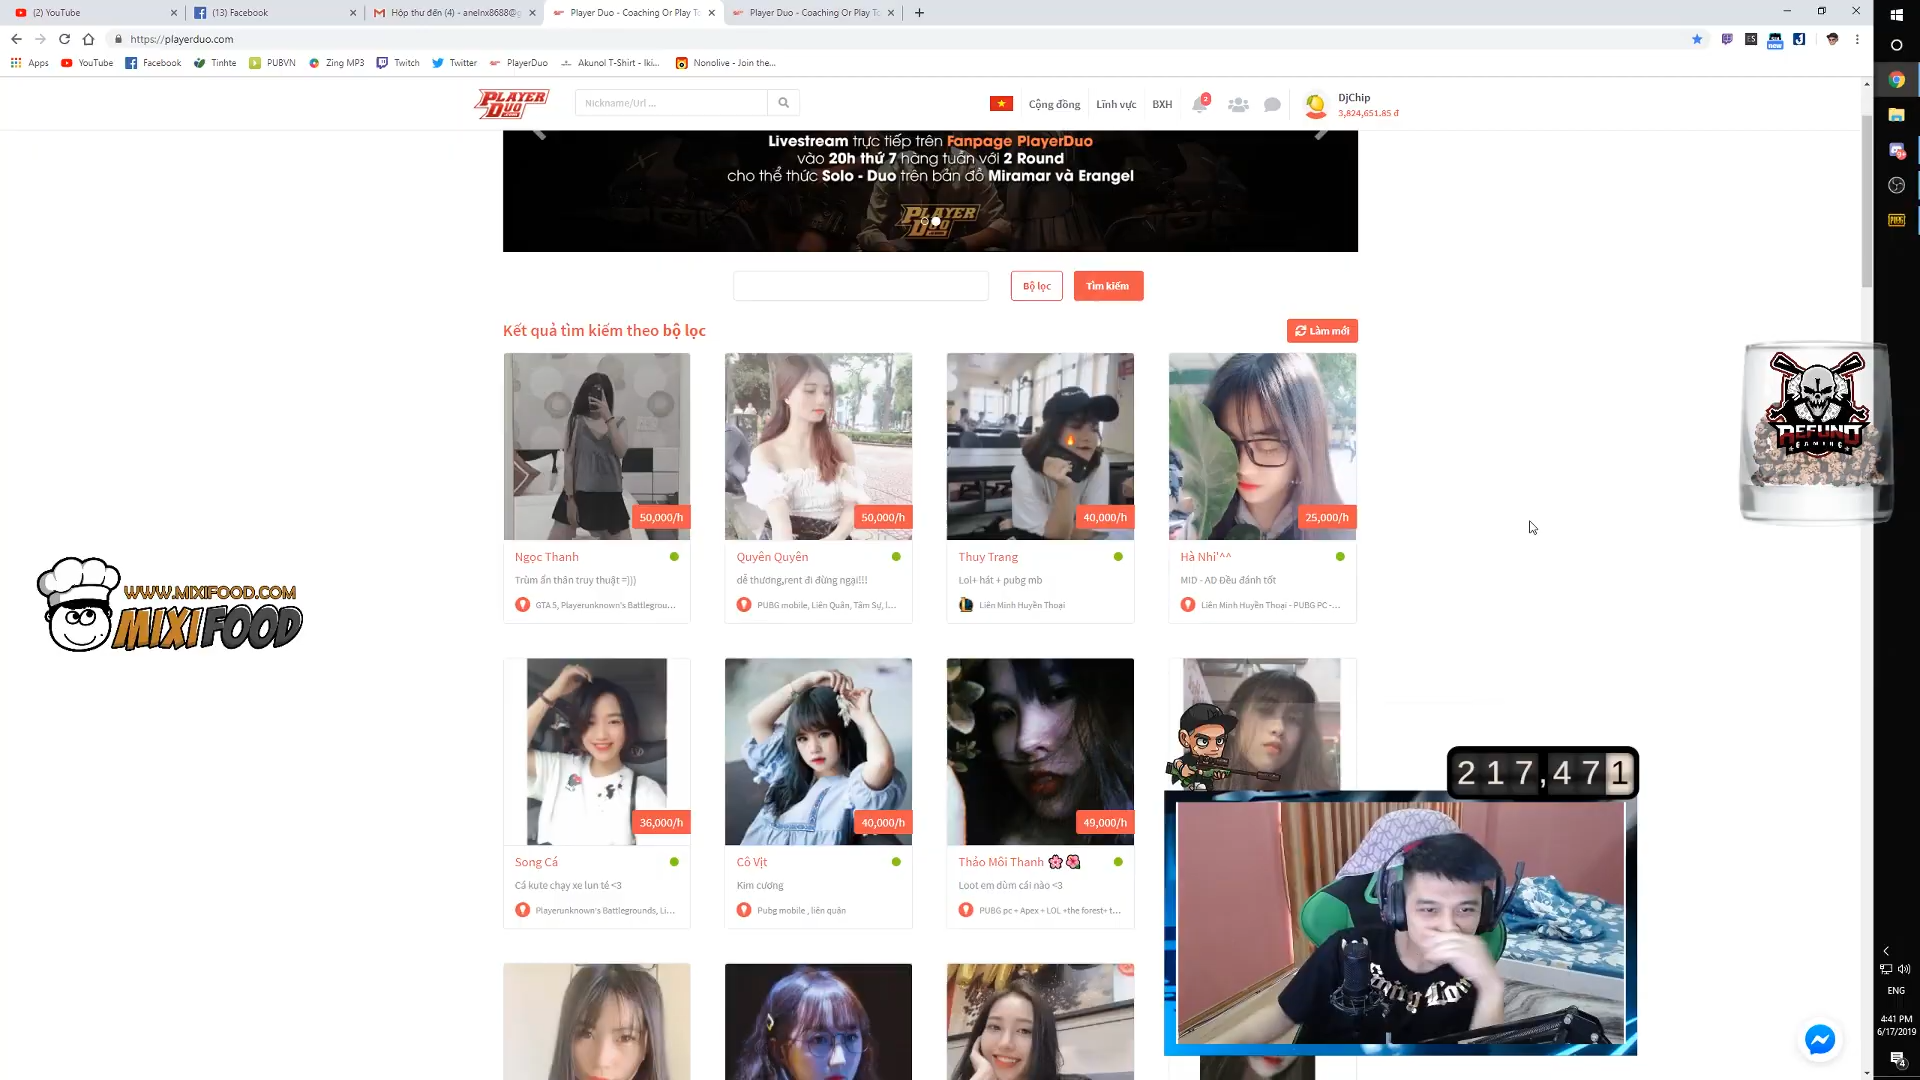 (2) YouTube
(13) Facebook
Hộp thư đến (4) - anelnx8688@g
Player Duo - Coaching Or Play To
Player Duo - Coaching Or Play To
https://playerduo.com
Apps
YouTube
Facebook
Tinhte
PUBVN
Zing MP3
Twitch
Twitter
PlayerDuo
Akunol T-Shirt - Iki...
Nonolive - Join the...
PLAYER DUO
Nickname/Url ...
Cộng đồng
Lĩnh vực
BXH
2
DjChip
3,824,651.85 đ
Livestream trực tiếp trên Fanpage PlayerDuo
vào 20h thứ 7 hàng tuần với 2 Round
cho thể thức Solo - Duo trên bản đồ Miramar và Erangel
PLAYER DUO
Bộ lọc
Tìm kiếm
Kết quả tìm kiếm theo bộ lọc
Làm mới
50,000/h
50,000/h
40,000/h
25,000/h
Ngọc Thanh
Trùm ẩn thân truy thuật =)))
GTA 5, Playerunknown's Battlegrou...
Quyên Quyên
dễ thương,rent đi đừng ngại!!!
PUBG mobile, Liên Quân, Tâm Sự, l...
Thuy Trang
Lol+ hát + pubg mb
Liên Minh Huyền Thoại
Hà Nhi'^^
MID - AD Đều đánh tốt
Liên Minh Huyền Thoại - PUBG PC -...
REFUND
GAMING
WWW.MIXIFOOD.COM
MIXIFOOD
36,000/h
40,000/h
49,000/h
Song Cá
Cá kute chạy xe lun té <3
Playerunknown's Battlegrounds, Li...
Cô Vịt
Kim cương
Pubg mobile , liên quân
Thảo Môi Thanh
Loot em dùm cái nào <3
PUBG pc + Apex + LOL +the forest+ t...
217,471
ENG
4:41 PM
6/17/2019
4